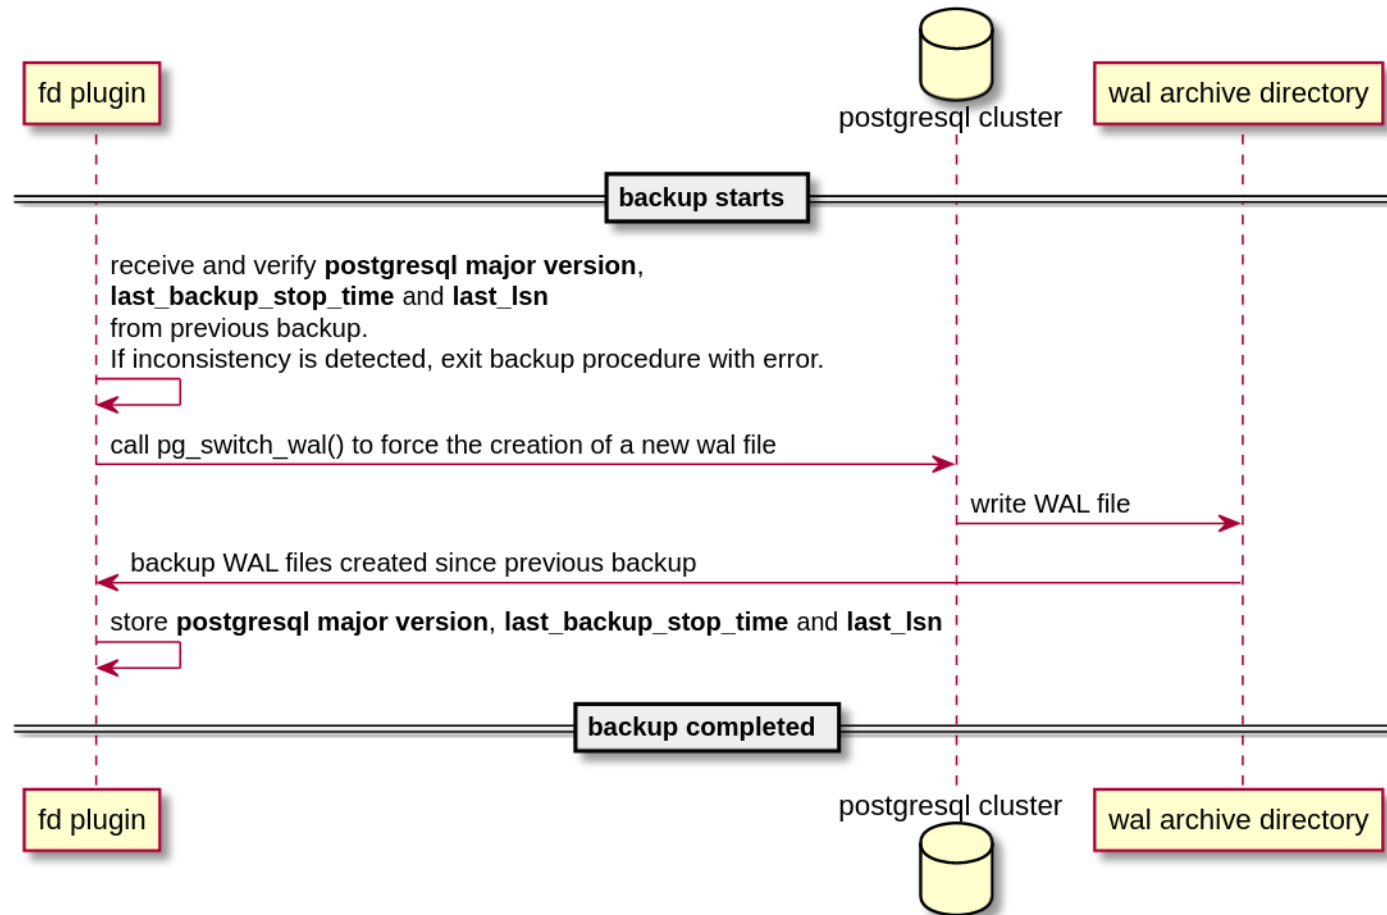 fd plugin
postgresql cluster
wal archive directory
backup starts
receive and verify postgresql major version,
last_backup_stop_time and last_lsn
from previous backup.
If inconsistency is detected, exit backup procedure with error.
call pg_switch_wal() to force the creation of a new wal file
write WAL file
backup WAL files created since previous backup
store postgresql major version, last_backup_stop_time and last_lsn
backup completed
fd plugin
postgresql cluster
wal archive directory